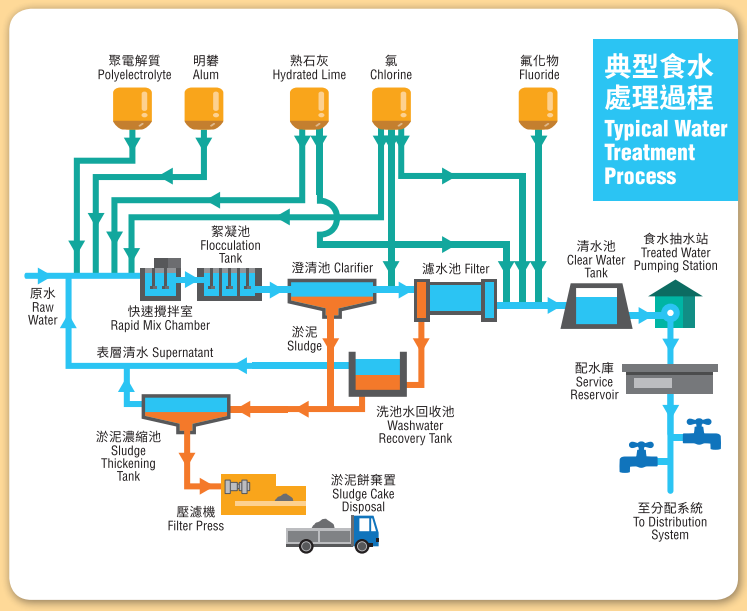 聚電解質
Polyelectrolyte
明礬
Alum
熟石灰
Hydrated Lime
氯
Chlorine
氟化物
Fluoride
典型食水
處理過程
Typical Water
Treatment
Process
原水
Raw
Water
快速攪拌室
Rapid Mix Chamber
絮凝池
Flocculation
Tank
澄清池 Clarifier
濾水池 Filter
清水池
Clear Water
Tank
食水抽水站
Treated Water
Pumping Station
淤泥
Sludge
表層清水 Supernatant
配水庫
Service
Reservoir
洗池水回收池
Washwater
Recovery Tank
淤泥濃縮池
Sludge
Thickening
Tank
壓濾機
Filter Press
淤泥餅棄置
Sludge Cake
Disposal
至分配系統
To Distribution
System